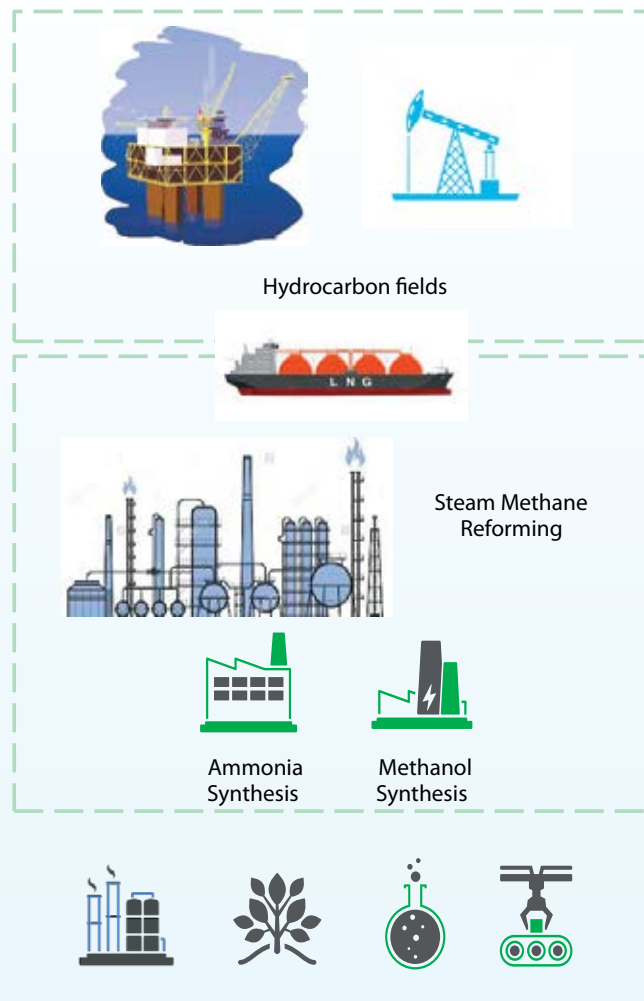 Hydrocarbon fields
L N G
Steam Methane
Reforming
Ammonia
Synthesis
Methanol
Synthesis